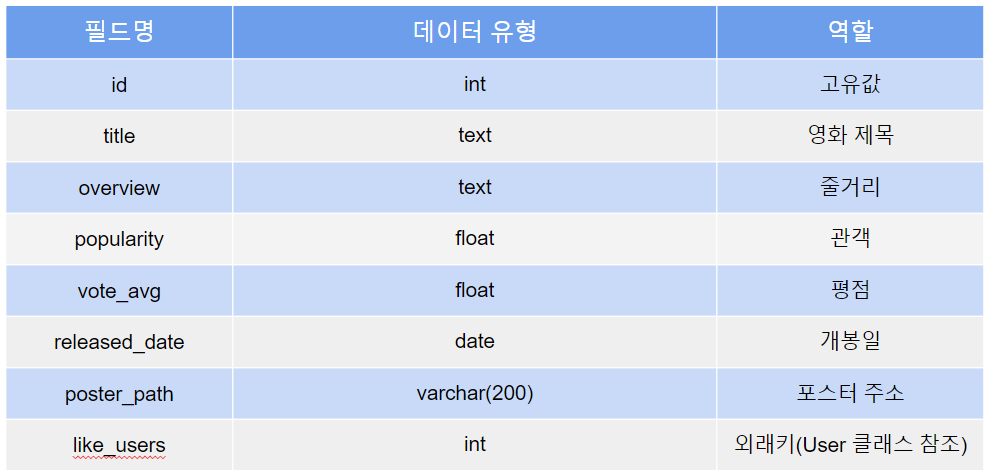 필드명 데이터 유형 역할
id int 고유값
title text 영화 제목
overview text 줄거리
popularity float 관객
vote_avg float 평점
released_date date 개봉일
poster_path varchar(200) 포스터 주소
like_users int 외래키(User 클래스 참조)